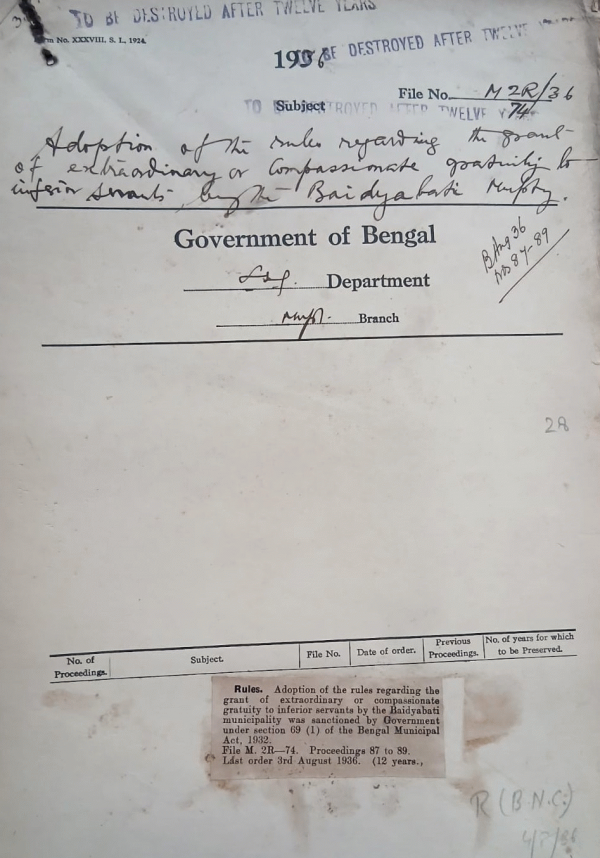 TO BE DESTROYED AFTER TWELVE YEARS
No. XXXVIII. S. I., 1924.
1936 BE DESTROYED AFTER TWELVE
File No. M 2R/36
Subject TO BE DESTROYED AFTER TWELVE Y 74
Adoption of the rules regarding the grant
of extraordinary or compassionate gratuity to
inferior servants by the Baidyabati Murpty.
Government of Bengal
B Aug 36
Nos 87-89
Department
Branch
2R
No. of Proceedings. Subject. File No. Date of order. Previous Proceedings. No. of years for which to be Preserved.
Rules. Adoption of the rules regarding the
grant of extraordinary or compassionate
gratuity to inferior servants by the Baidyabati
municipality was sanctioned by Government
under section 69 (1) of the Bengal Municipal
Act, 1932.
File M. 2R—74. Proceedings 87 to 89.
Last order 3rd August 1936. (12 years.,
R (B.N.C.)